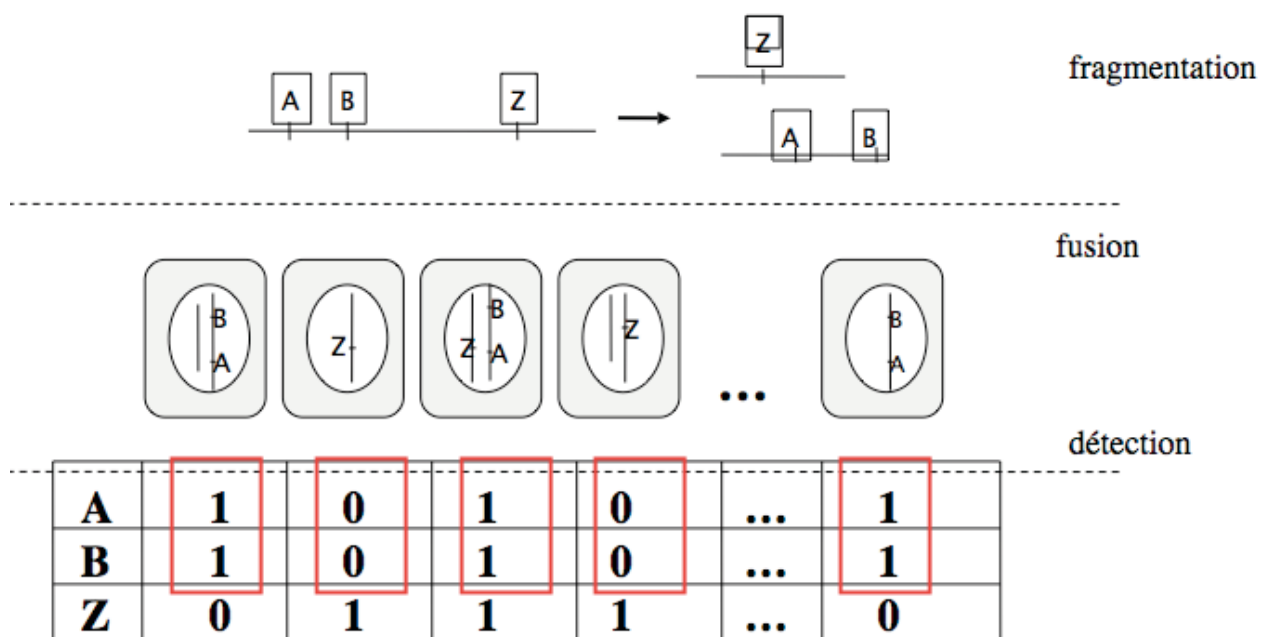 Z
fragmentation
A B Z
A B
fusion
B Z B Z B
A Z A A
...
détection
A 1 0 1 0 ... 1
B 1 0 1 0 ... 1
Z 0 1 1 1 ... 0